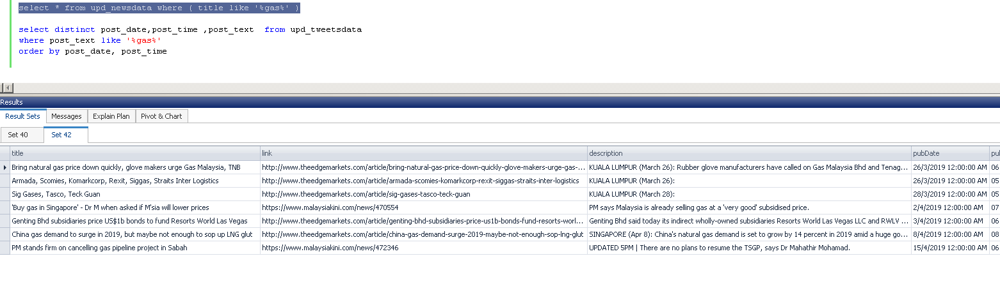 select * from upd_newsdata where ( title like '%gas%' )
select distinct post_date,post_time ,post_text from upd_tweetsdata
where post_text like '%gas%'
order by post_date, post_time
Results
Result Sets Messages Explain Plan Pivot & Chart
Set 40 Set 42
title link description pubDate pu
Bring natural gas price down quickly, glove makers urge Gas Malaysia, TNB http://www.theedgemarkets.com/article/bring-natural-gas-price-down-quickly-glove-makers-urge-gas-... KUALA LUMPUR (March 26): Rubber glove manufacturers have called on Gas Malaysia Bhd and Tenag... 26/3/2019 12:00:00 AM 06
Armada, Scomies, Komarkcorp, Rexit, Siggas, Straits Inter Logistics http://www.theedgemarkets.com/article/armada-scomies-komarkcorp-rexit-siggas-straits-inter-logistics KUALA LUMPUR (March 26): 26/3/2019 12:00:00 AM 05
Sig Gases, Tasco, Teck Guan http://www.theedgemarkets.com/article/sig-gases-tasco-teck-guan KUALA LUMPUR (March 28): 28/3/2019 12:00:00 AM 05
'Buy gas in Singapore' - Dr M when asked if M'sia will lower prices https://www.malaysiakini.com/news/470554 PM says Malaysia is already selling gas at a 'very good' subsidised price. 2/4/2019 12:00:00 AM 07
Genting Bhd subsidiaries price US$1b bonds to fund Resorts World Las Vegas http://www.theedgemarkets.com/article/genting-bhd-subsidiaries-price-us1b-bonds-fund-resorts-worl... Genting Bhd said today its indirect wholly-owned subsidiaries Resorts World Las Vegas LLC and RWLV ... 3/4/2019 12:00:00 AM 06
China gas demand to surge in 2019, but maybe not enough to sop up LNG glut http://www.theedgemarkets.com/article/china-gas-demand-surge-2019-maybe-not-enough-sop-lng-glut SINGAPORE (Apr 8): China's natural gas demand is set to grow by 14 percent in 2019 amid a huge go... 8/4/2019 12:00:00 AM 08
PM stands firm on cancelling gas pipeline project in Sabah https://www.malaysiakini.com/news/472346 UPDATED 5PM | There are no plans to resume the TSGP, says Dr Mahathir Mohamad. 15/4/2019 12:00:00 AM 06